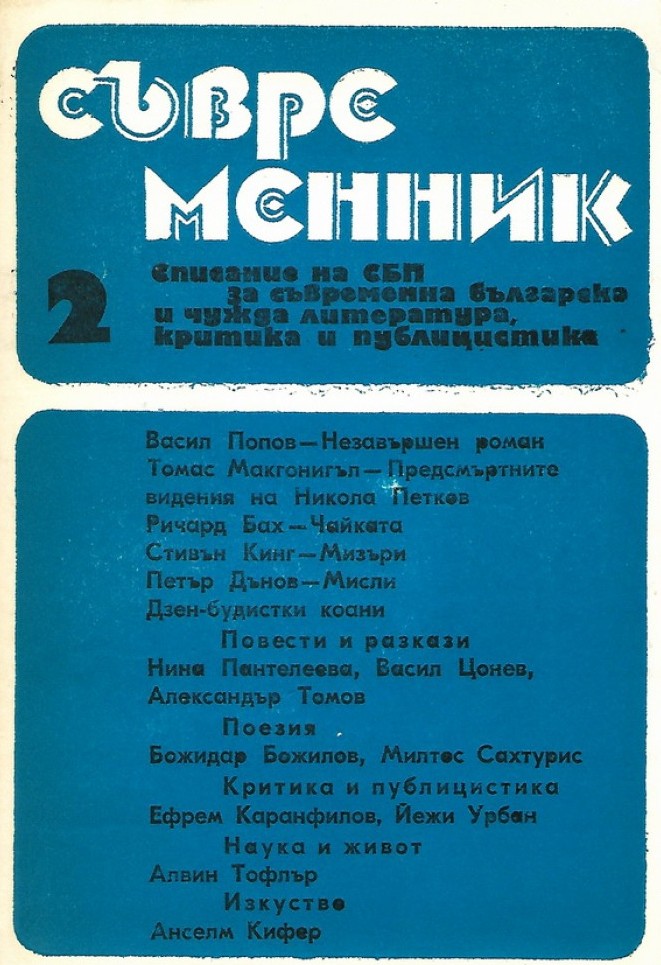 СЪВРЕ
МЕННИК
2
Списание на СБП
за съвременна българска
и чужда литература,
критика и публицистика
Васил Попов—Незавършен роман
Томас Макгонигъл—Предсмъртните
видения на Никола Петков
Ричард Бах—Чайката
Стивън Кинг—Мизъри
Петър Дънов—Мисли
Дзен-будистки коани
Повести и разкази
Нина Пантелеева, Васил Цонев,
Александър Томов
Поезия
Божидар Божилов, Милтос Сахтурис
Критика и публицистика
Ефрем Каранфилов, Йежи Урбан
Наука и живот
Алвин Тофлър
Изкуство
Анселм Кифер